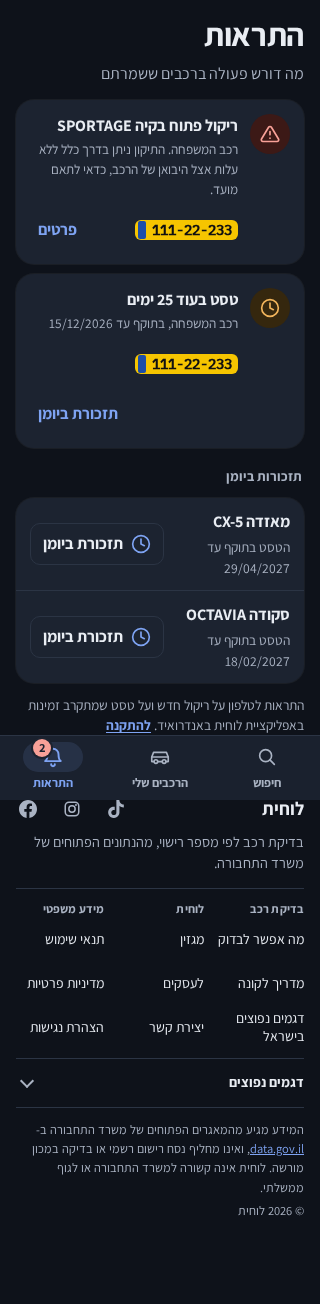 התראות
מה דורש פעולה ברכבים ששמרתם
ריקול פתוח בקיה SPORTAGE
רכב המשפחה. התיקון ניתן בדרך כלל ללא
עלות אצל היבואן של הרכב, כדאי לתאם
מועד.
111-22-233
פרטים
טסט בעוד 25 ימים
רכב המשפחה, בתוקף עד 15/12/2026
111-22-233
תזכורת ביומן
תזכורות ביומן
מאזדה CX-5
הטסט בתוקף עד
29/04/2027
תזכורת ביומן
סקודה OCTAVIA
הטסט בתוקף עד
18/02/2027
תזכורת ביומן
התראות לטלפון על ריקול חדש ועל טסט שמתקרב זמינות
באפליקציית לוחית באנדרואיד. להתקנה
חיפוש
הרכבים שלי
2
התראות
לוחית
בדיקת רכב לפי מספר רישוי, מהנתונים הפתוחים של
משרד התחבורה.
בדיקת רכב לוחית מידע משפטי
מה אפשר לבדוק מגזין תנאי שימוש
מדריך לקונה לעסקים מדיניות פרטיות
דגמים נפוצים
בישראל
יצירת קשר הצהרת נגישות
דגמים נפוצים
המידע מגיע מהמאגרים הפתוחים של משרד התחבורה ב-
data.gov.il, ואינו מחליף נסח רישום רשמי או בדיקה במכון
מורשה. לוחית אינה קשורה למשרד התחבורה או לגוף
ממשלתי.
© 2026 לוחית